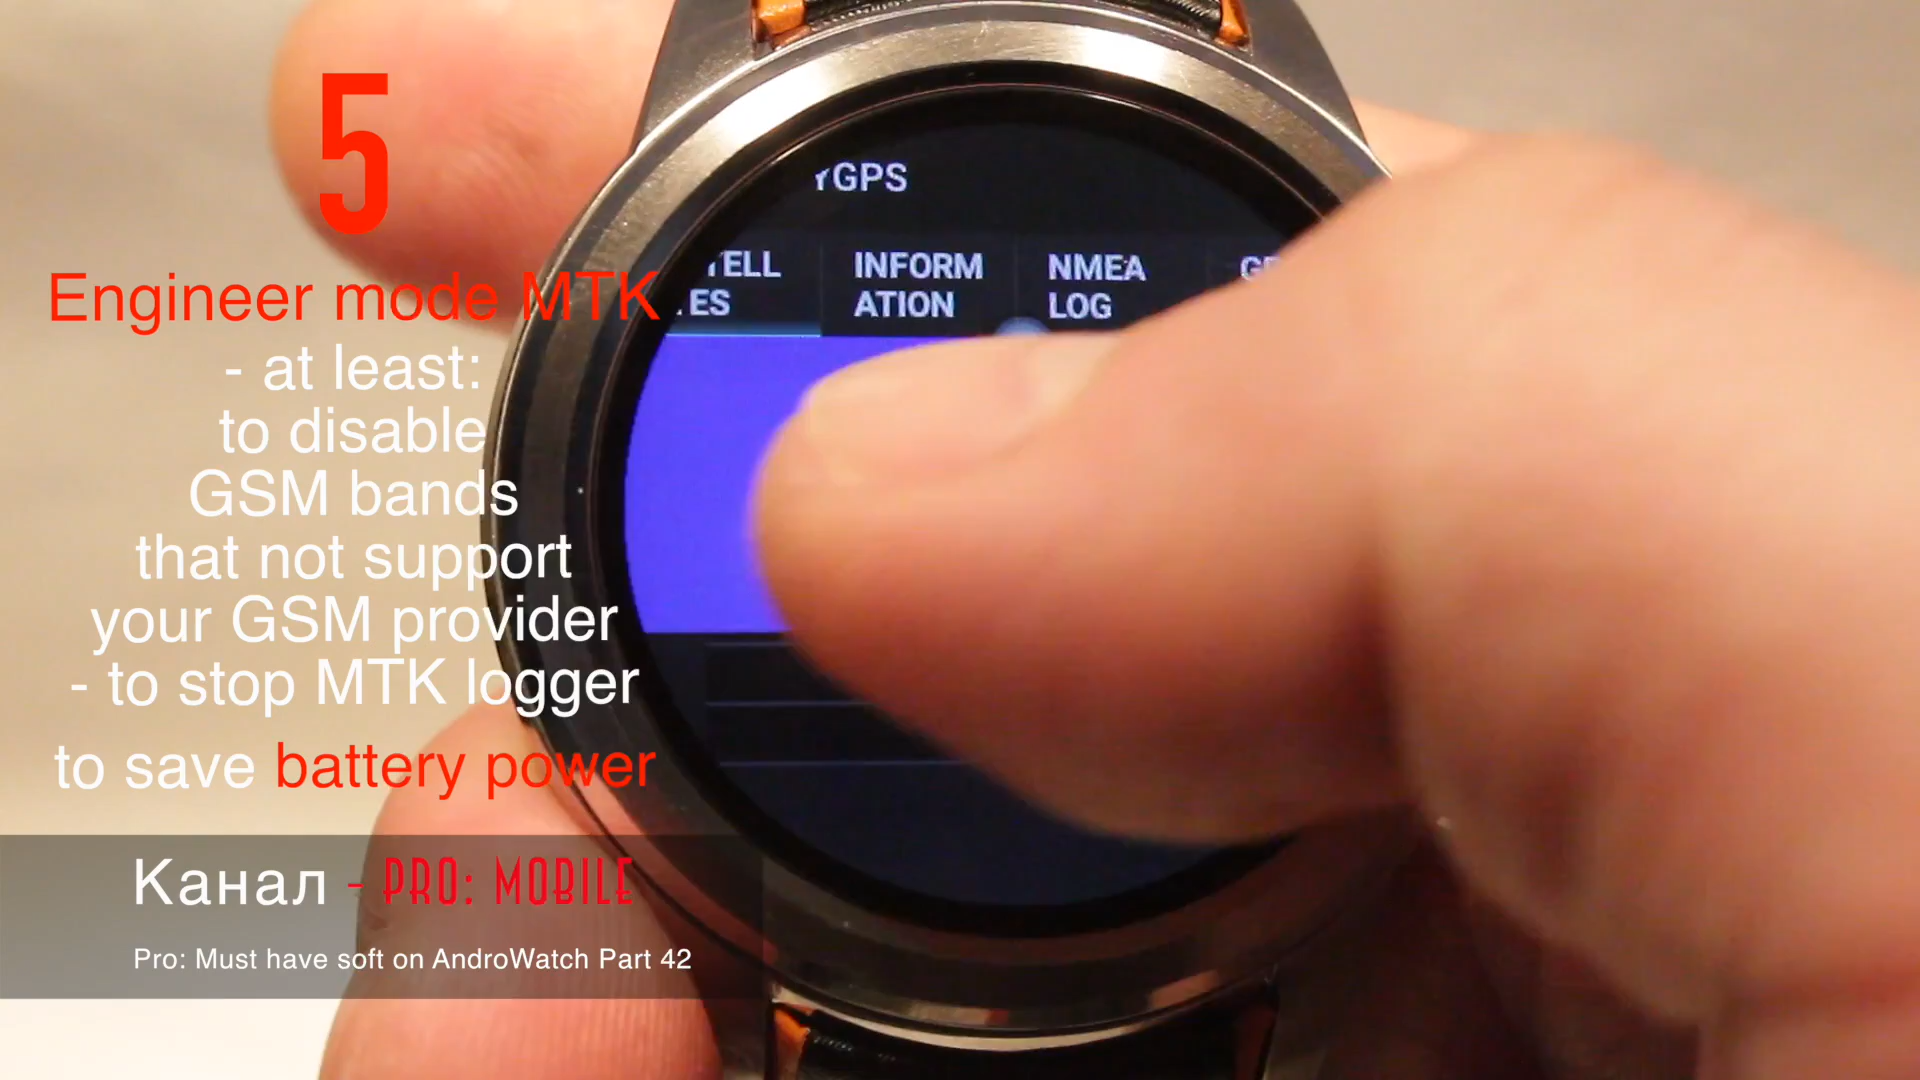 5
Engineer mode MTK
- at least:
to disable
GSM bands
that not support
your GSM provider
- to stop MTK logger
to save battery power
Канал - PRO: MOBILE
Pro: Must have soft on AndroWatch Part 42
YGPS
INFORM
ATION
NMEA
LOG